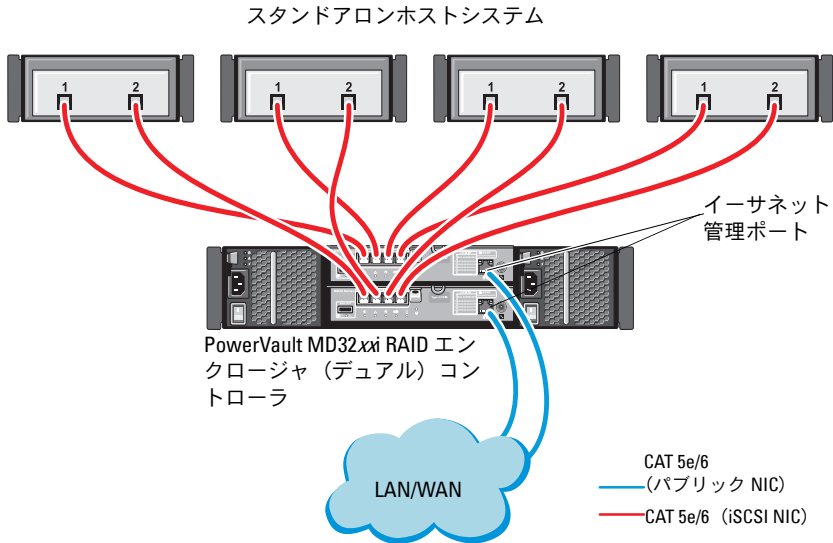 スタンドアロンホストシステム
1 2 1 2 1 2 1 2
イーサネット
管理ポート
PowerVault MD32xxi RAID エン
クロージャ（デュアル）コン
トローラ
LAN/WAN
CAT 5e/6
（パブリック NIC）
CAT 5e/6（iSCSI NIC）